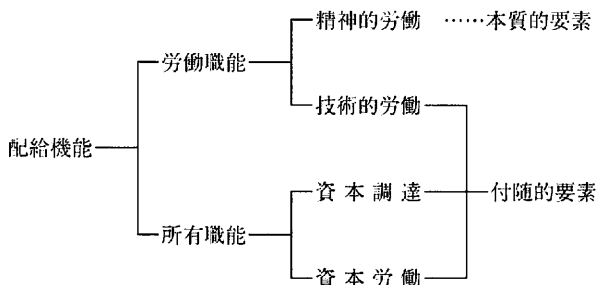 精神的労働 ……本質的要素
労働職能
技術的労働
配給機能
資本調達 付随的要素
所有職能
資本労働